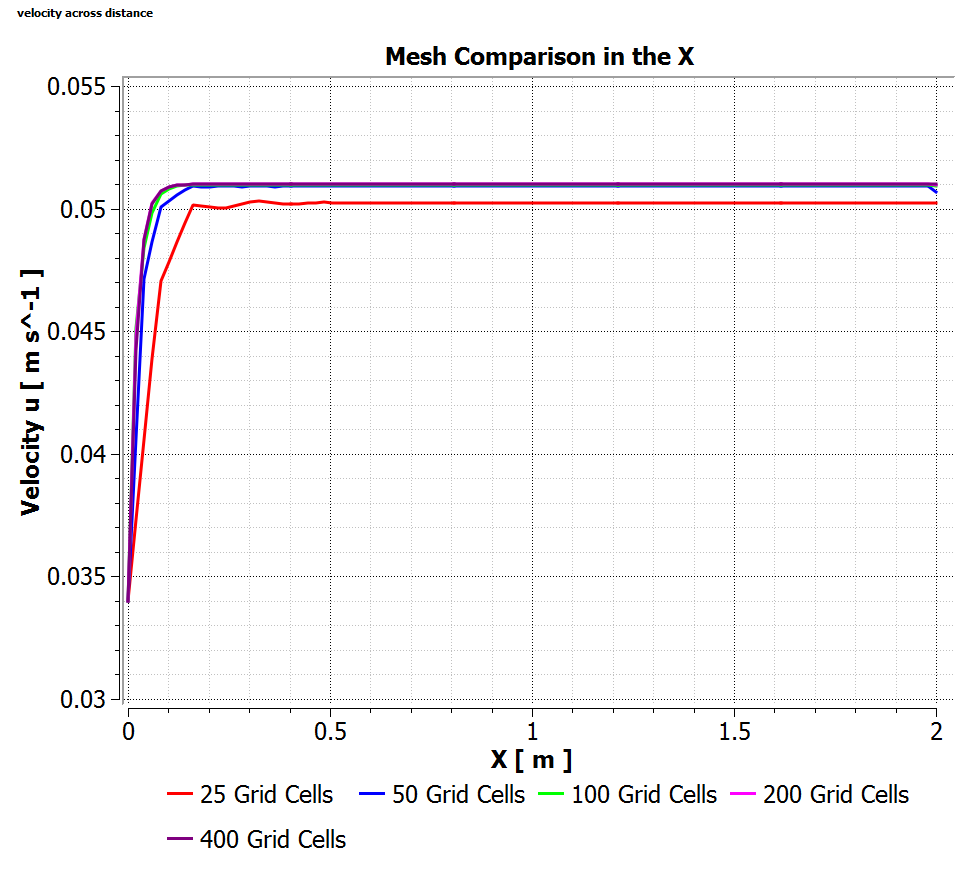 velocity across distance
Mesh Comparison in the X
0.055
0.05
0.045
0.04
0.035
0.03
Velocity u [ m s^-1 ]
0 0.5 1 1.5 2
X [ m ]
25 Grid Cells 50 Grid Cells 100 Grid Cells 200 Grid Cells
400 Grid Cells